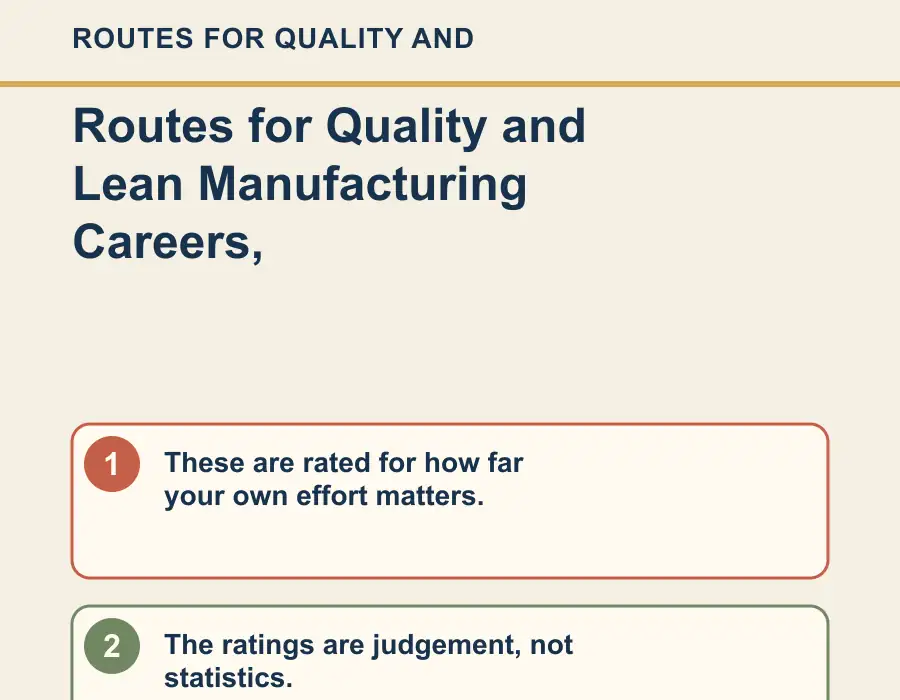 ROUTES FOR QUALITY AND
Routes for Quality and
Lean Manufacturing
Careers,
1
These are rated for how far
your own effort matters.
2
The ratings are judgement, not
statistics.